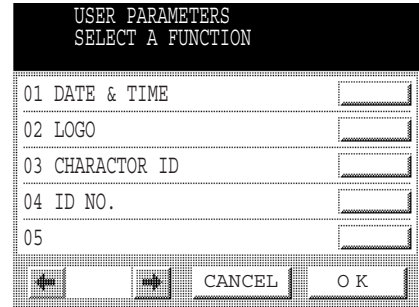 USER PARAMETERS
SELECT A FUNCTION
01 DATE & TIME
02 LOGO
03 CHARACTOR ID
04 ID NO.
05
CANCEL O K